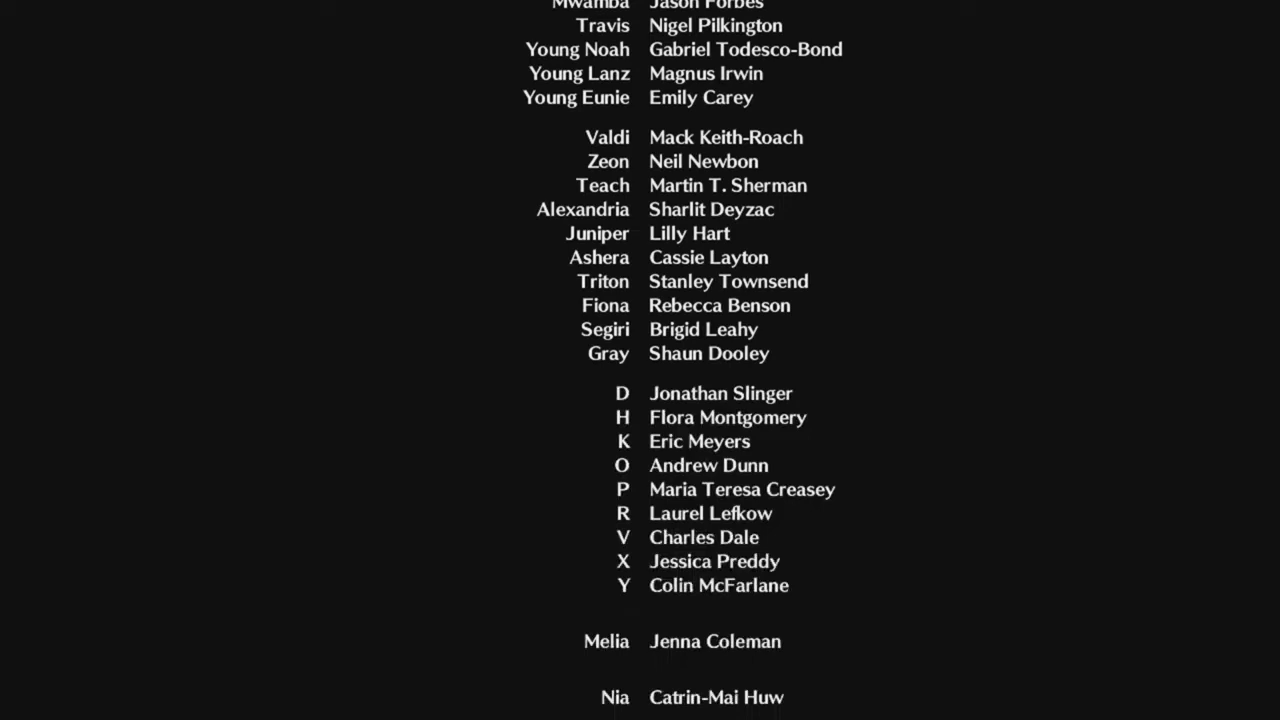 Mwamba Jason Forbes
Travis Nigel Pilkington
Young Noah Gabriel Todesco-Bond
Young Lanz Magnus Irwin
Young Eunie Emily Carey
Valdi Mack Keith-Roach
Zeon Neil Newbon
Teach Martin T. Sherman
Alexandria Sharlit Deyzac
Juniper Lilly Hart
Ashera Cassie Layton
Triton Stanley Townsend
Fiona Rebecca Benson
Segiri Brigid Leahy
Gray Shaun Dooley
D Jonathan Slinger
H Flora Montgomery
K Eric Meyers
O Andrew Dunn
P Maria Teresa Creasey
R Laurel Lefkow
V Charles Dale
X Jessica Preddy
Y Colin McFarlane
Melia Jenna Coleman
Nia Catrin-Mai Huw